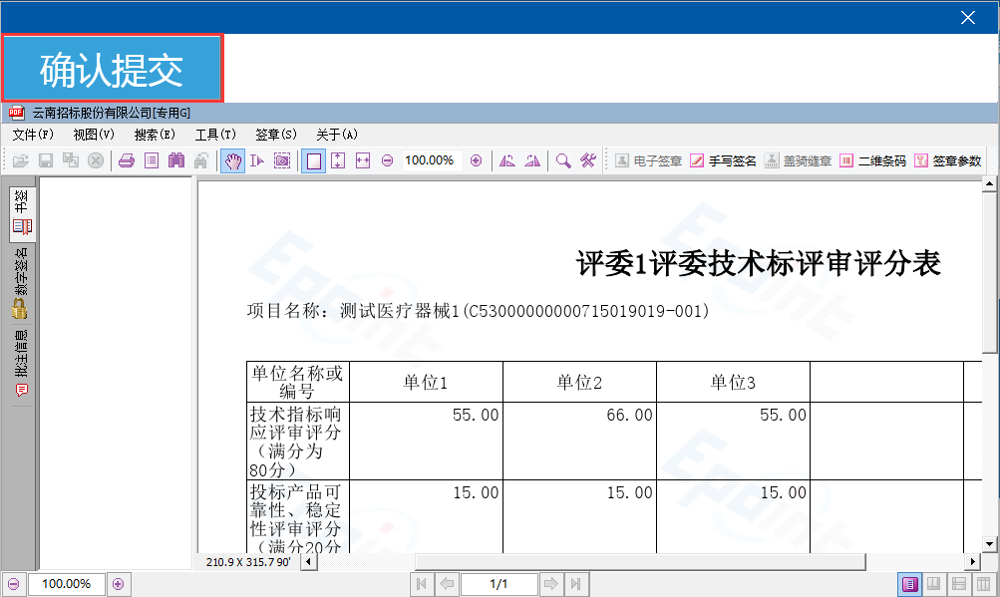 确认提交
云南招标股份有限公司[专用G]
文件(F) 视图(V) 搜索(E) 工具(T) 签章(S) 关于(A)
100.00% 电子签章 手写签名 盖骑缝章 二维条码 签章参数
书签
数字签名
批注信息
评委1评委技术标评审评分表
项目名称：测试医疗器械1(C53000000000715019019-001)
单位名称或编号 单位1 单位2 单位3
技术指标响应评审评分（满分为80分） 55.00 66.00 55.00
投标产品可靠性、稳定性评审评分（满分20分 15.00 15.00 15.00
Epoint
Epoint
Epoint
Epoint
210.9 X 315.790'
100.00% 1/1